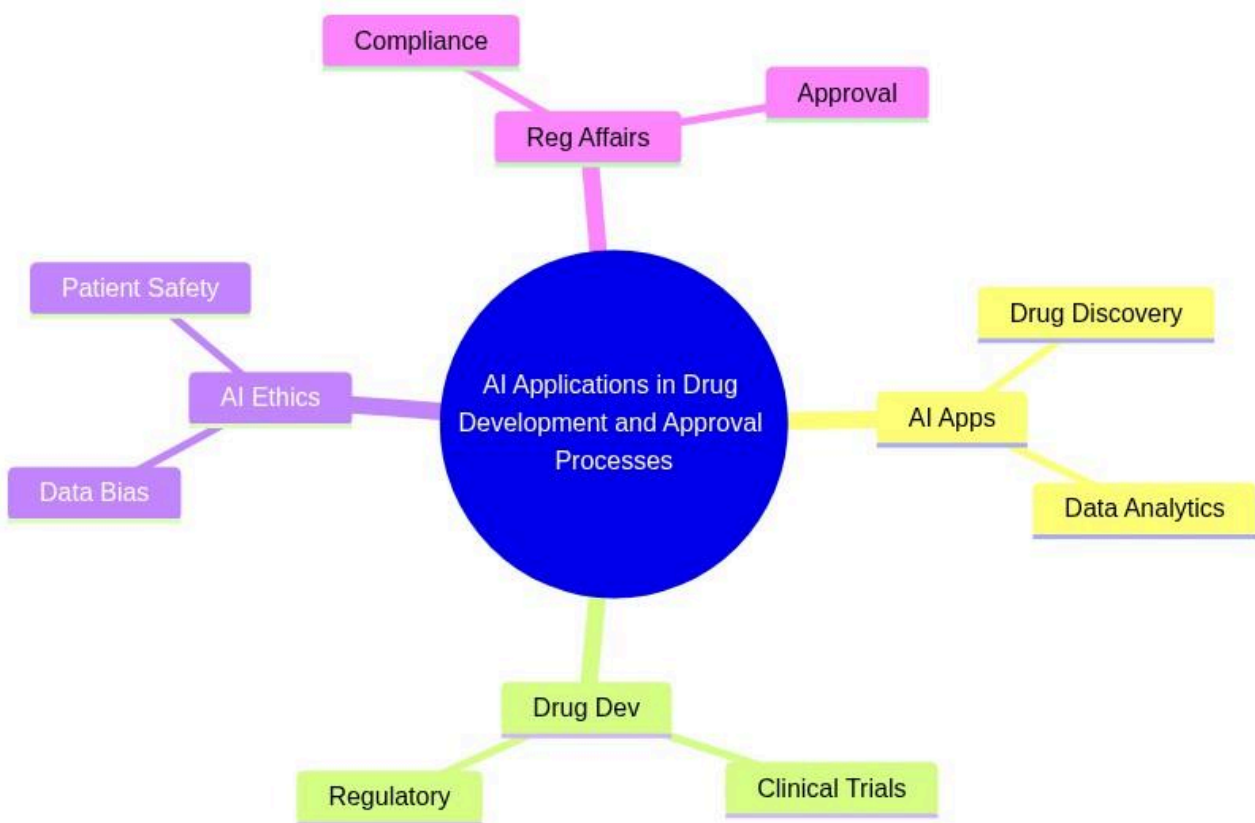 Compliance
Approval
Reg Affairs
Patient Safety
AI Ethics
Data Bias
AI Applications in Drug
Development and Approval
Processes
Drug Discovery
AI Apps
Data Analytics
Drug Dev
Regulatory
Clinical Trials